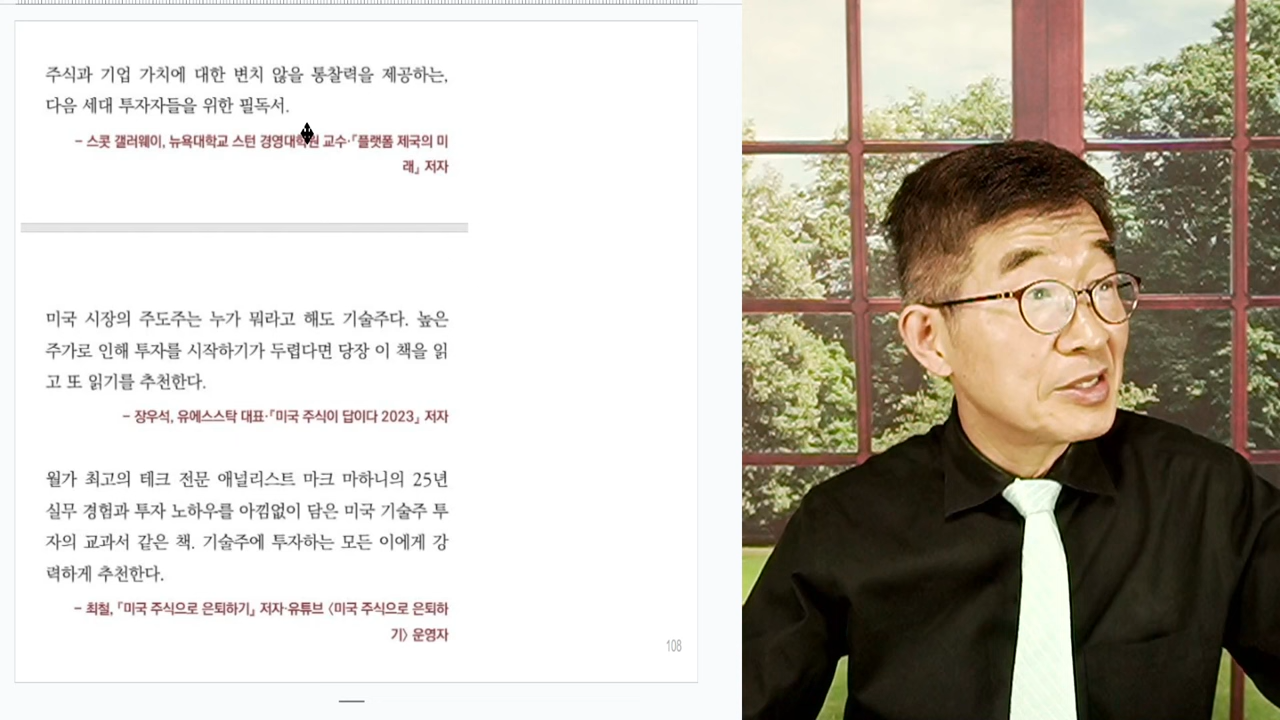 주식과 기업 가치에 대한 변치 않을 통찰력을 제공하는,
다음 세대 투자자들을 위한 필독서.
– 스콧 갤러웨이, 뉴욕대학교 스턴 경영대학원 교수·『플랫폼 제국의 미
래』 저자
미국 시장의 주도주는 누가 뭐라고 해도 기술주다. 높은
주가로 인해 투자를 시작하기가 두렵다면 당장 이 책을 읽
고 또 읽기를 추천한다.
– 장우석, 유에스스탁 대표·『미국 주식이 답이다 2023』 저자
월가 최고의 테크 전문 애널리스트 마크 마하니의 25년
실무 경험과 투자 노하우를 아낌없이 담은 미국 기술주 투
자의 교과서 같은 책. 기술주에 투자하는 모든 이에게 강
력하게 추천한다.
– 최철, 『미국 주식으로 은퇴하기』 저자·유튜브 〈미국 주식으로 은퇴하
기〉 운영자
108